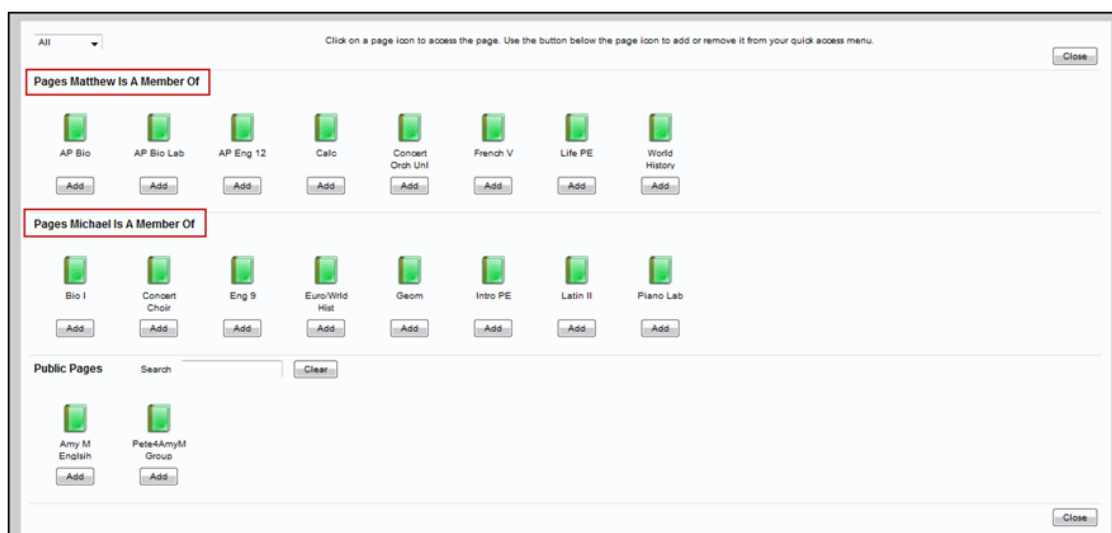 All
Click on a page icon to access the page. Use the button below the page icon to add or remove it from your quick access menu.
Close
Pages Matthew Is A Member Of
AP Bio
AP Bio Lab
AP Eng 12
Calc
Concert
Orch Unl
French V
Life PE
World
History
Add
Add
Add
Add
Add
Add
Add
Add
Pages Michael Is A Member Of
Bio I
Concert
Choir
Eng 9
Euro/Wrld
Hist
Geom
Intro PE
Latin II
Piano Lab
Add
Add
Add
Add
Add
Add
Add
Add
Public Pages
Search
Clear
Amy M
Englsih
Pete4AmyM
Group
Add
Add
Close